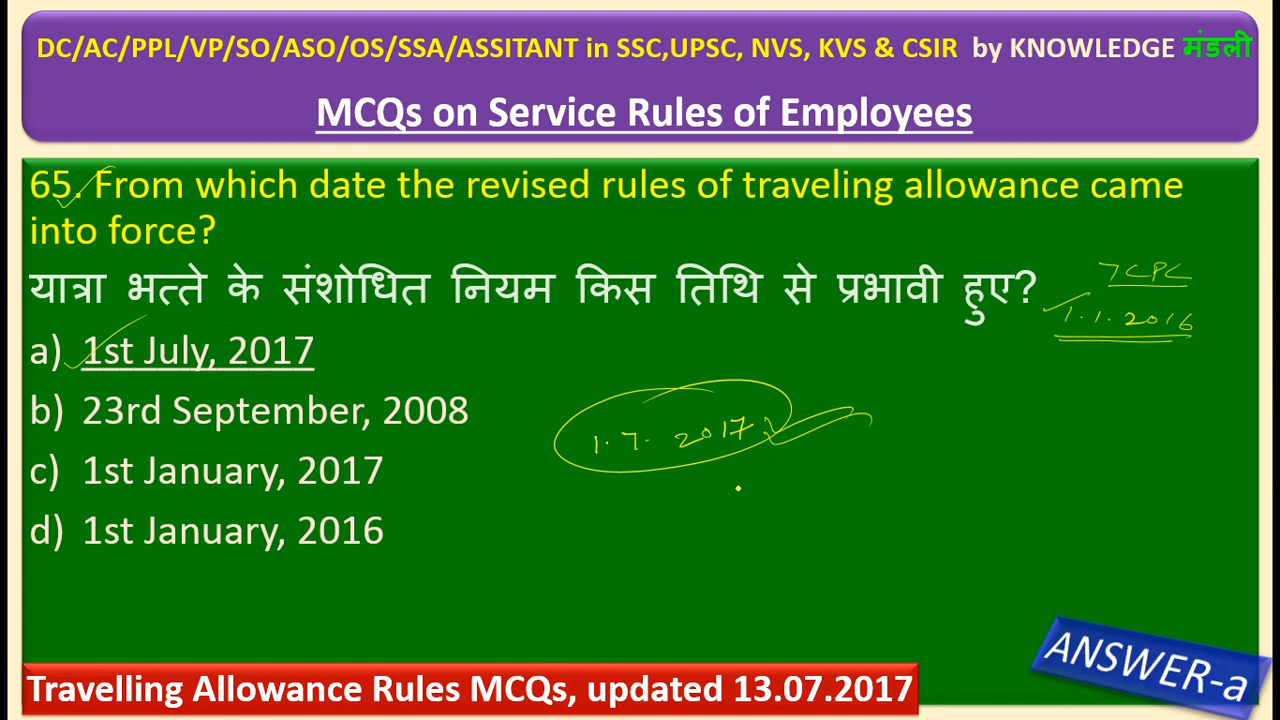 DC/AC/PPL/VP/SO/ASO/OS/SSA/ASSITANT in SSC,UPSC, NVS, KVS & CSIR by KNOWLEDGE मंडली
MCQs on Service Rules of Employees
65. From which date the revised rules of traveling allowance came
into force?
यात्रा भत्ते के संशोधित नियम किस तिथि से प्रभावी हुए?
7 CPC
1.1.2016
a) 1st July, 2017
b) 23rd September, 2008
1.7.2017
c) 1st January, 2017
d) 1st January, 2016
ANSWER-a
Travelling Allowance Rules MCQs, updated 13.07.2017